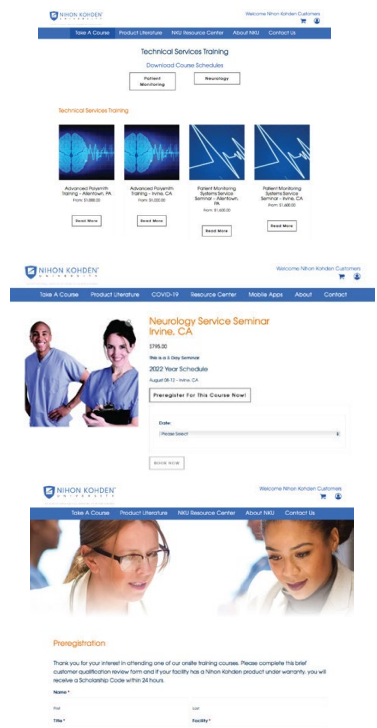 NIHON KOHDEN
UNIVERSITY
Welcome Nihon Kohden Customers
Take A Course Product Literature NKU Resource Center About NKU Contact Us
Technical Services Training
Download Course Schedules
Patient Monitoring
Neurology
Technical Services Training
Advanced Polysmith Training - Allentown, PA
From: $1,000.00
Read More
Advanced Polysmith Training - Irvine, CA
From: $1,000.00
Read More
Patient Monitoring Systems Service Seminar - Allentown, PA
From: $1,600.00
Read More
Patient Monitoring Systems Service Seminar - Irvine, CA
From: $1,600.00
Read More
NIHON KOHDEN
UNIVERSITY
Welcome Nihon Kohden Customers
Take A Course Product Literature COVID-19 Resource Center Mobile Apps About Contact
Neurology Service Seminar
Irvine, CA
$795.00
This is a 5 Day Seminar
2022 Year Schedule
August 08-12 - Irvine, CA
Preregister For This Course Now!
Date:
Please Select
BOOK NOW
NIHON KOHDEN
UNIVERSITY
Welcome Nihon Kohden Customers
Take A Course Product Literature NKU Resource Center About NKU Contact Us
Preregistration
Thank you for your interest in attending one of our onsite training courses. Please complete this brief
customer qualification review form and if your facility has a Nihon Kohden product under warranty, you will
receive a Scholarship Code within 24 hours.
Name *
First Last
Title * Facility *